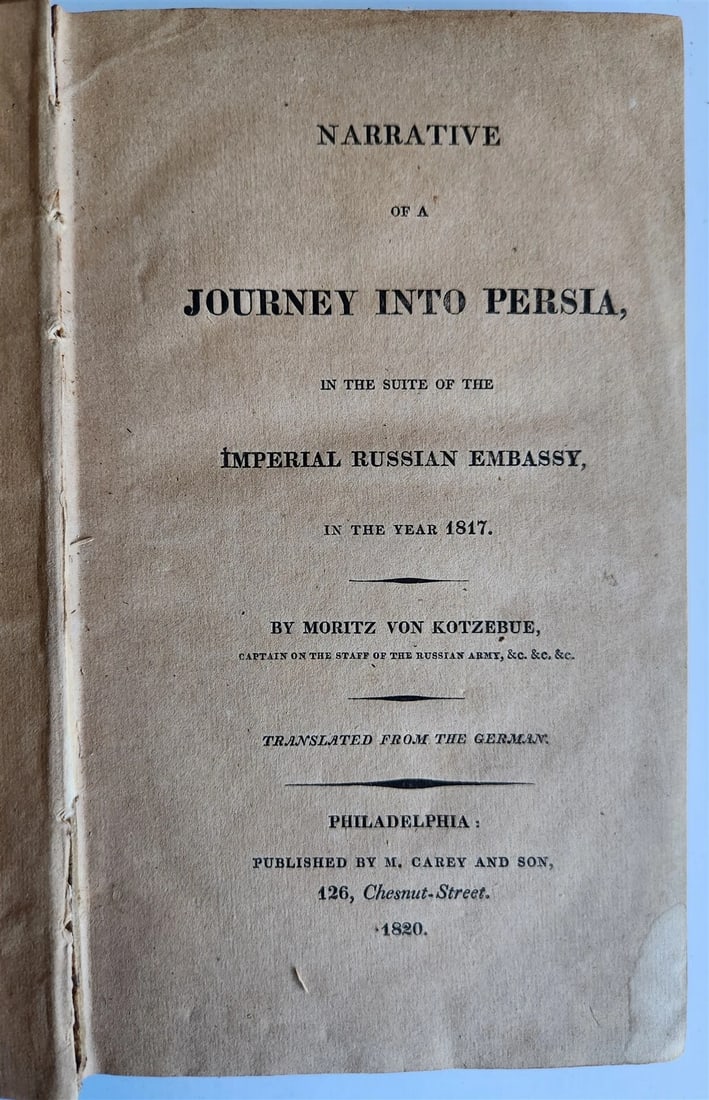 NARRATIVE
OF A
JOURNEY INTO PERSIA,
IN THE SUITE OF THE
IMPERIAL RUSSIAN EMBASSY,
IN THE YEAR 1817.
BY MORITZ VON KOTZEBUE,
CAPTAIN ON THE STAFF OF THE RUSSIAN ARMY, &c. &c. &c.
TRANSLATED FROM THE GERMAN.
PHILADELPHIA:
PUBLISHED BY M. CAREY AND SON,
126, Chesnut-Street.
1820.